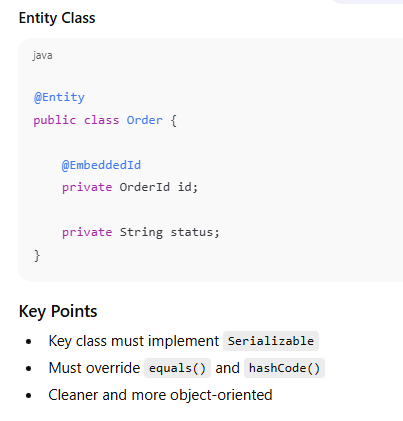 Entity Class
java
@Entity
public class Order {
@EmbeddedId
private OrderId id;
private String status;
}
Key Points
• Key class must implement Serializable
• Must override equals() and hashCode()
• Cleaner and more object-oriented